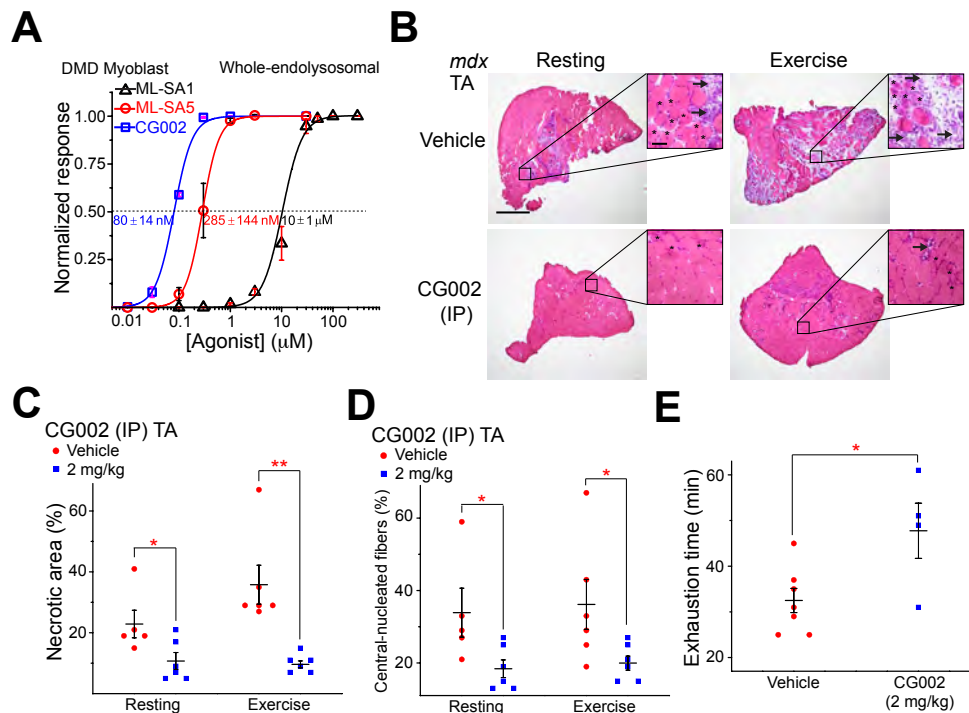 A
DMD Myoblast
Whole-endolysosomal
ML-SA1
ML-SA5
CG002
Normalized response
1.00
0.75
0.50
0.25
80 ± 14 nM
285 ± 144 nM
10 ± 1 μM
0.01
0.1
1
10
100
[Agonist] (μM)
B
mdx
TA
Resting
Exercise
Vehicle
CG002
(IP)
C
CG002 (IP) TA
Vehicle
2 mg/kg
Necrotic area (%)
60
40
20
*
**
Resting
Exercise
D
CG002 (IP) TA
Vehicle
2 mg/kg
Central-nucleated fibers (%)
60
40
20
*
*
Resting
Exercise
E
Exhaustion time (min)
60
40
20
*
Vehicle
CG002
(2 mg/kg)